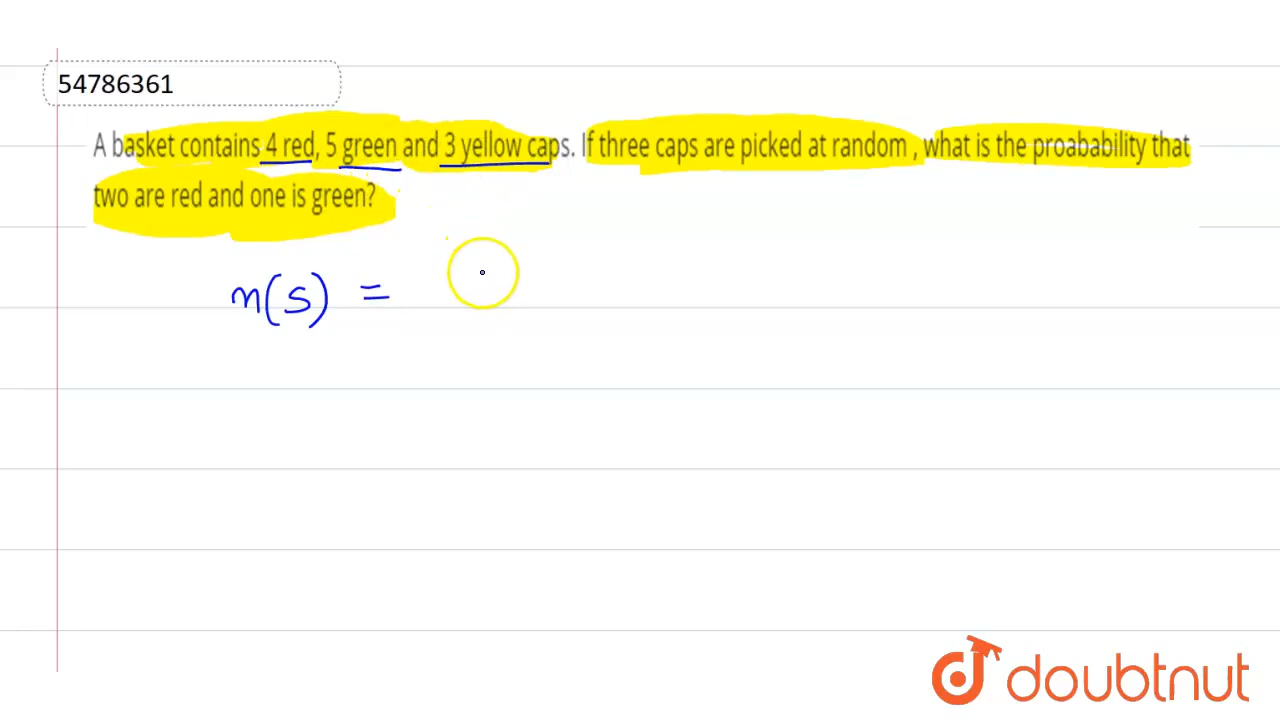 54786361
A basket contains 4 red, 5 green and 3 yellow caps. If three caps are picked at random , what is the proabability that
two are red and one is green?
n(S) =
doubtnut